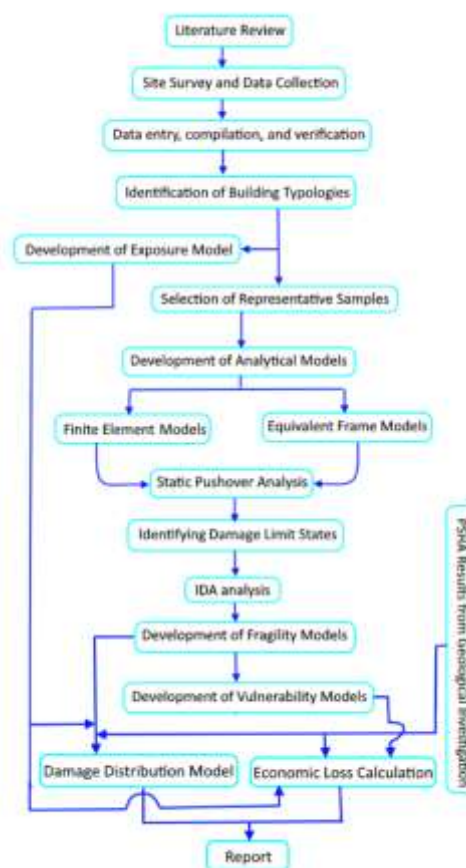 Literature Review
Site Survey and Data Collection
Data entry, compilation, and verification
Identification of Building Typologies
Development of Exposure Model
Selection of Representative Samples
Development of Analytical Models
Finite Element Models
Equivalent Frame Models
Static Pushover Analysis
Identifying Damage Limit States
IDA analysis
Development of Fragility Models
Development of Vulnerability Models
PSHA Results from Geological Investigation
Damage Distribution Model
Economic Loss Calculation
Report